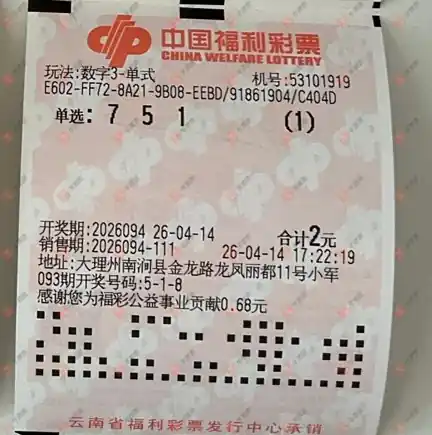 中国福利彩票
CHINA WELFARE LOTTERY
玩法:数字3-单式 机号:53101919
E602-FF72-8A21-9B08-EEBD/91861904/C404D
单选: 7 5 1 (1)
开奖期:2026094 26-04-14 合计2元
销售期:2026094-111 26-04-14 17:22:19
地址:大理州南涧县金龙路龙凤丽都11号小军
093期开奖号码:5-1-8
感谢您为福彩公益事业贡献0.68元
云南省福利彩票发行中心承销